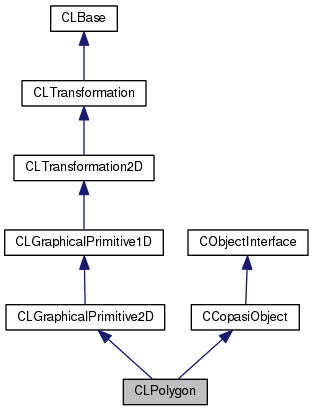 CLBase
CLTransformation
CLTransformation2D
CLGraphicalPrimitive1D
CObjectInterface
CLGraphicalPrimitive2D
CCopasiObject
CLPolygon